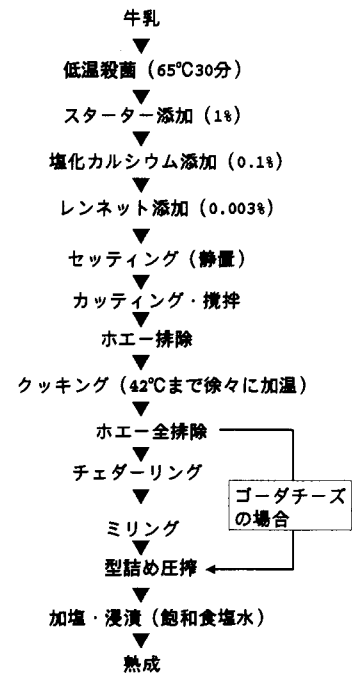 牛乳
低温殺菌（65℃30分）
スターター添加（1%）
塩化カルシウム添加（0.1%）
レンネット添加（0.003%）
セッティング（静置）
カッティング・撹拌
ホエー排除
クッキング（42℃まで徐々に加温）
ホエー全排除
チェダーリング
ゴーダチーズ
の場合
ミリング
型詰め圧搾
加塩・浸漬（飽和食塩水）
熟成